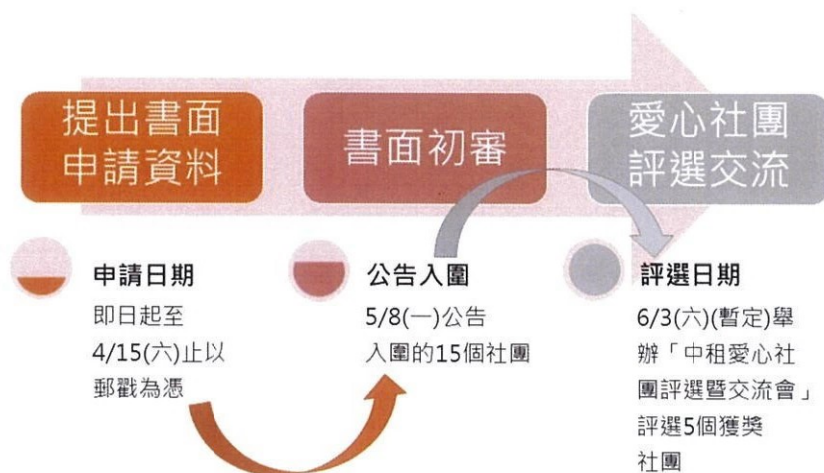 提出書面
申請資料
書面初審
愛心社團
評選交流
申請日期
即日起至
4/15(六)止以
郵戳為憑
公告入圍
5/8(一)公告
入圍的15個社團
評選日期
6/3(六)(暫定)舉
辦「中租愛心社
團評選暨交流會」
評選5個獲獎
社團